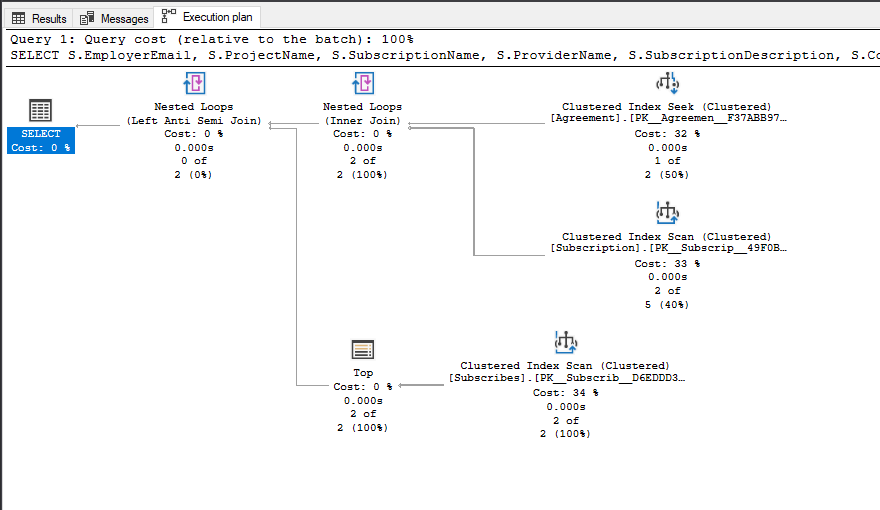 Results Messages Execution plan
Query 1: Query cost (relative to the batch): 100%
SELECT S.EmployerEmail, S.ProjectName, S.SubscriptionName, S.ProviderName, S.SubscriptionDescription, S.Co
SELECT
Cost: 0 %
Nested Loops
(Left Anti Semi Join)
Cost: 0 %
0.000s
0 of
2 (0%)
Nested Loops
(Inner Join)
Cost: 0 %
0.000s
2 of
2 (100%)
Clustered Index Seek (Clustered)
[Agreement].[PK__Agreemen__F37ABB97…
Cost: 32 %
0.000s
1 of
2 (50%)
Clustered Index Scan (Clustered)
[Subscription].[PK__Subscrip__49F0B…
Cost: 33 %
0.000s
2 of
5 (40%)
Top
Cost: 0 %
0.000s
2 of
2 (100%)
Clustered Index Scan (Clustered)
[Subscribes].[PK__Subscrib__D6EDDD3…
Cost: 34 %
0.000s
2 of
2 (100%)